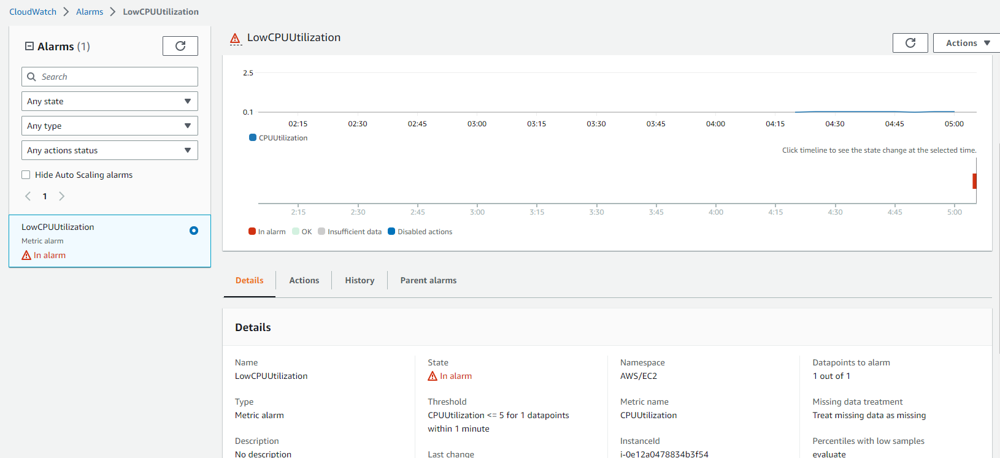 CloudWatch > Alarms > LowCPUUtilization
Alarms (1)
Search
Any state
Any type
Any actions status
Hide Auto Scaling alarms
1
LowCPUUtilization
Metric alarm
In alarm
LowCPUUtilization
Actions
2.5
0.1
02:15 02:30 02:45 03:00 03:15 03:30 03:45 04:00 04:15 04:30 04:45 05:00
CPUUtilization
Click timeline to see the state change at the selected time.
2:15 2:30 2:45 3:00 3:15 3:30 3:45 4:00 4:15 4:30 4:45 5:00
In alarm OK Insufficient data Disabled actions
Details Actions History Parent alarms
Details
Name
LowCPUUtilization
Type
Metric alarm
Description
No description
State
In alarm
Threshold
CPUUtilization <= 5 for 1 datapoints
within 1 minute
Last change
Namespace
AWS/EC2
Metric name
CPUUtilization
InstanceId
i-0e12a0478834b3f54
Datapoints to alarm
1 out of 1
Missing data treatment
Treat missing data as missing
Percentiles with low samples
evaluate